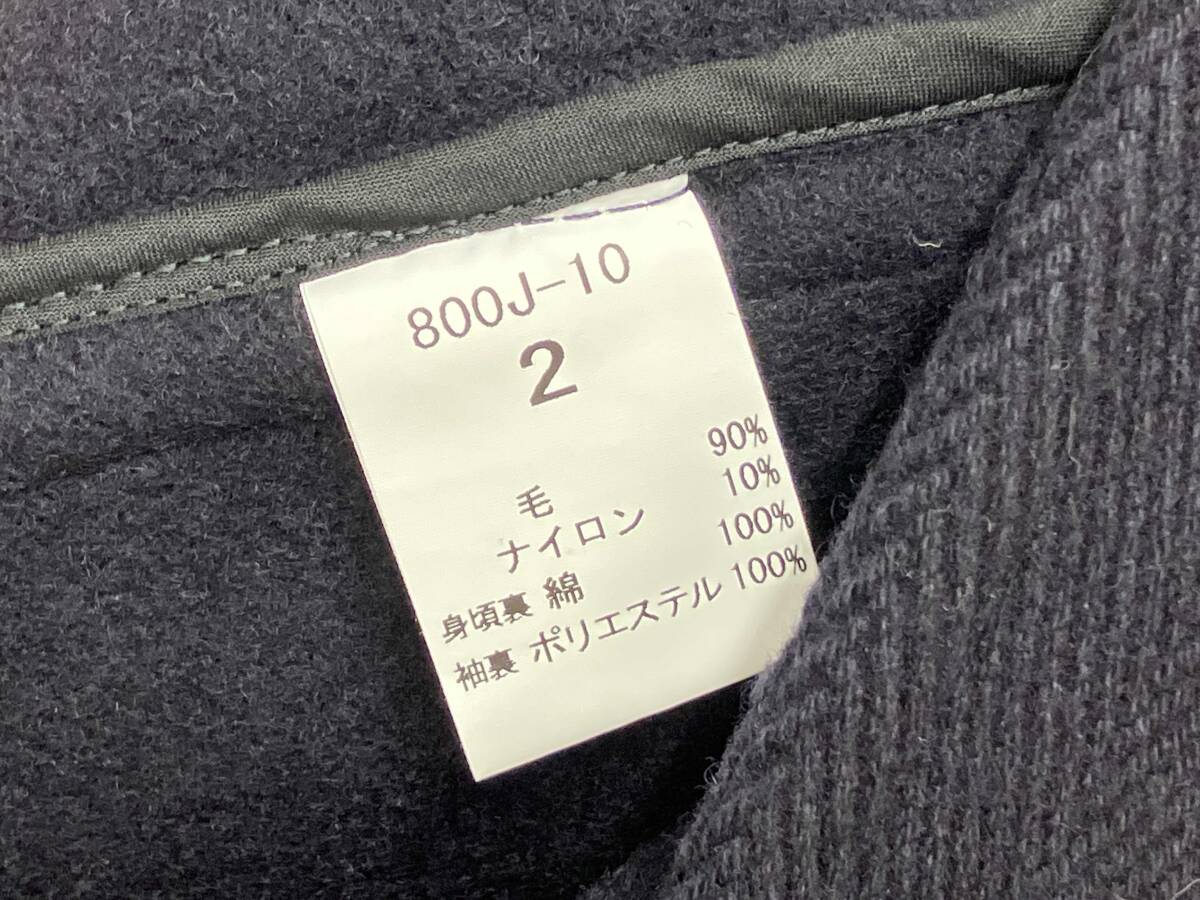 800J-10
2
毛 90%
ナイロン 10%
身頃裏 綿 100%
袖裏 ポリエステル 100%